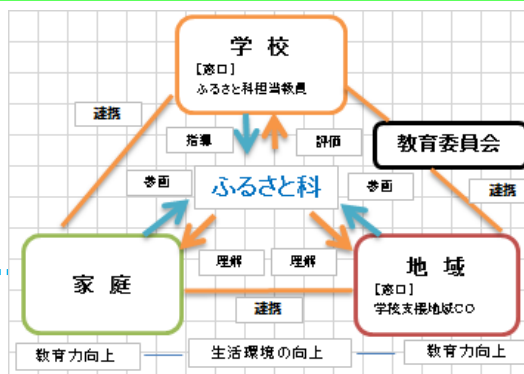 学 校
[窓口]
ふるさと科担当教員
連携
指導
評価
教育委員会
参画
ふるさと科
参画
連携
家 庭
理解
理解
地 域
[窓口]
学校支援地域CO
連携
教育力向上
生活環境の向上
教育力向上